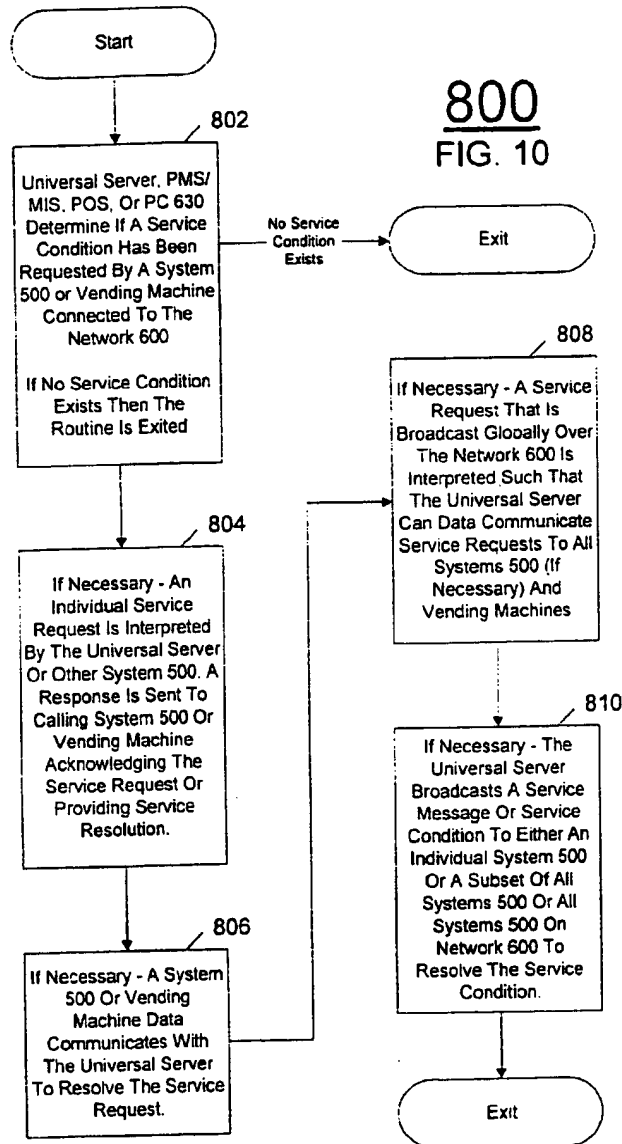 Start
800
FIG. 10
802
Universal Server, PMS/
MIS, POS, Or PC 630
Determine If A Service
Condition Has Been
Requested By A System
500 or Vending Machine
Connected To The
Network 600
If No Service Condition
Exists Then The
Routine Is Exited
No Service
Condition
Exists
Exit
804
If Necessary - An
Individual Service
Request Is Interpreted
By The Universal Server
Or Other System 500. A
Response Is Sent To
Calling System 500 Or
Vending Machine
Acknowledging The
Service Request Or
Providing Service
Resolution.
806
If Necessary - A System
500 Or Vending
Machine Data
Communicates With
The Universal Server
To Resolve The Service
Request.
808
If Necessary - A Service
Request That Is
Broadcast Globally Over
The Network 600 Is
Interpreted Such That
The Universal Server
Can Data Communicate
Service Requests To All
Systems 500 (If
Necessary) And
Vending Machines
810
If Necessary - The
Universal Server
Broadcasts A Service
Message Or Service
Condition To Either An
Individual System 500
Or A Subset Of All
Systems 500 Or All
Systems 500 On
Network 600 To
Resolve The Service
Condition.
Exit